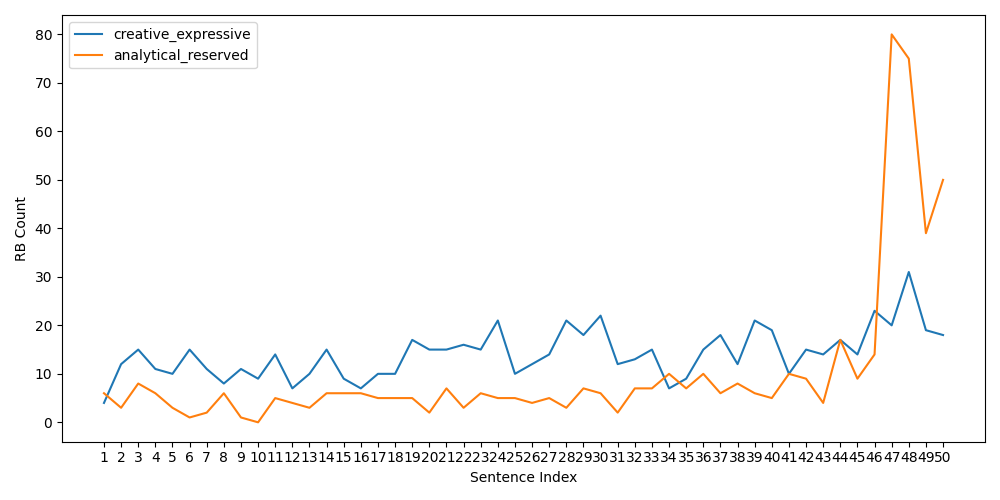 creative_expressive
analytical_reserved
80
70
60
50
40
30
20
10
0
RB Count
1 2 3 4 5 6 7 8 9 10 11 12 13 14 15 16 17 18 19 20 21 22 23 24 25 26 27 28 29 30 31 32 33 34 35 36 37 38 39 40 41 42 43 44 45 46 47 48 49 50
Sentence Index